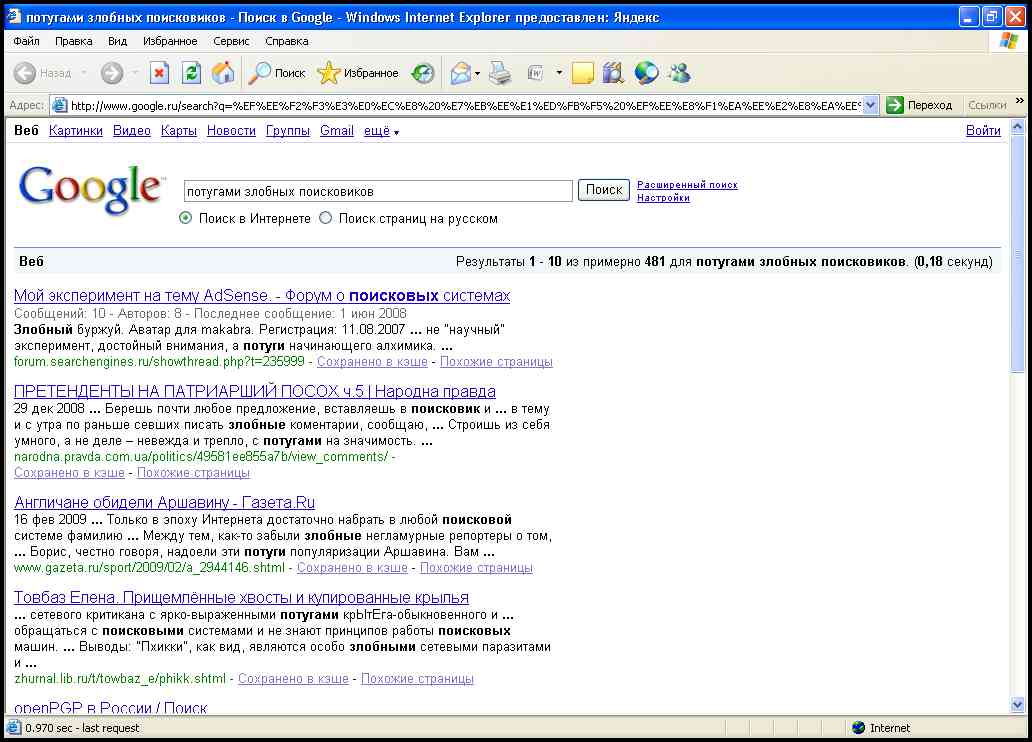 потугами злобных поисковиков - Поиск в Google - Windows Internet Explorer предоставлен: Яндекс
Файл Правка Вид Избранное Сервис Справка
Назад Поиск Избранное
Адрес: http://www.google.ru/search?q=%EF%EE%F2%F3%E3%E0%EC%E8%20%E7%EB%EE%E1%ED%FB%F5%20%EF%EE%E8%F1%EA%EE%E2%E8%EA%EE% Переход Ссылки »
Веб Картинки Видео Карты Новости Группы Gmail ещё Войти
Google™ потугами злобных поисковиков Поиск Расширенный поиск
Настройки
Поиск в Интернете Поиск страниц на русском
Веб Результаты 1 - 10 из примерно 481 для потугами злобных поисковиков. (0,18 секунд)
Мой эксперимент на тему AdSense. - Форум о поисковых системах
Сообщений: 10 - Авторов: 8 - Последнее сообщение: 1 июн 2008
Злобный буржуй. Аватар для makabra. Регистрация: 11.08.2007 ... не "научный"
эксперимент, достойный внимания, а потуги начинающего алхимика. ...
forum.searchengines.ru/showthread.php?t=235999 - Сохранено в кэше - Похожие страницы
ПРЕТЕНДЕНТЫ НА ПАТРИАРШИЙ ПОСОХ ч.5 | Народна правда
29 дек 2008 ... Берешь почти любое предложение, вставляешь в поисковик и ... в тему
и с утра по раньше севших писать злобные коментарии, сообщаю, ... Строишь из себя
умного, а не деле – невежда и трепло, с потугами на значимость. ...
narodna.pravda.com.ua/politics/49581ee855a7b/view_comments/ -
Сохранено в кэше - Похожие страницы
Англичане обидели Аршавину - Газета.Ru
16 фев 2009 ... Только в эпоху Интернета достаточно набрать в любой поисковой
системе фамилию ... Между тем, как-то забыли злобные негламурные репортеры о том,
... Борис, честно говоря, надоели эти потуги популяризации Аршавина. Вам ...
www.gazeta.ru/sport/2009/02/a_2944146.shtml - Сохранено в кэше - Похожие страницы
Товбаз Елена. Прищемлённые хвосты и купированные крылья
... сетевого критикана с ярко-выраженными потугами крЫтЕга-обыкновенного и ...
обращаться с поисковыми системами и не знают принципов работы поисковых
машин. ... Выводы: "Пхикки", как вид, являются особо злобными сетевыми паразитами
и ...
zhurnal.lib.ru/t/towbaz_e/phikk.shtml - Сохранено в кэше - Похожие страницы
openPGP в России / Поиск
0.970 sec - last request Internet